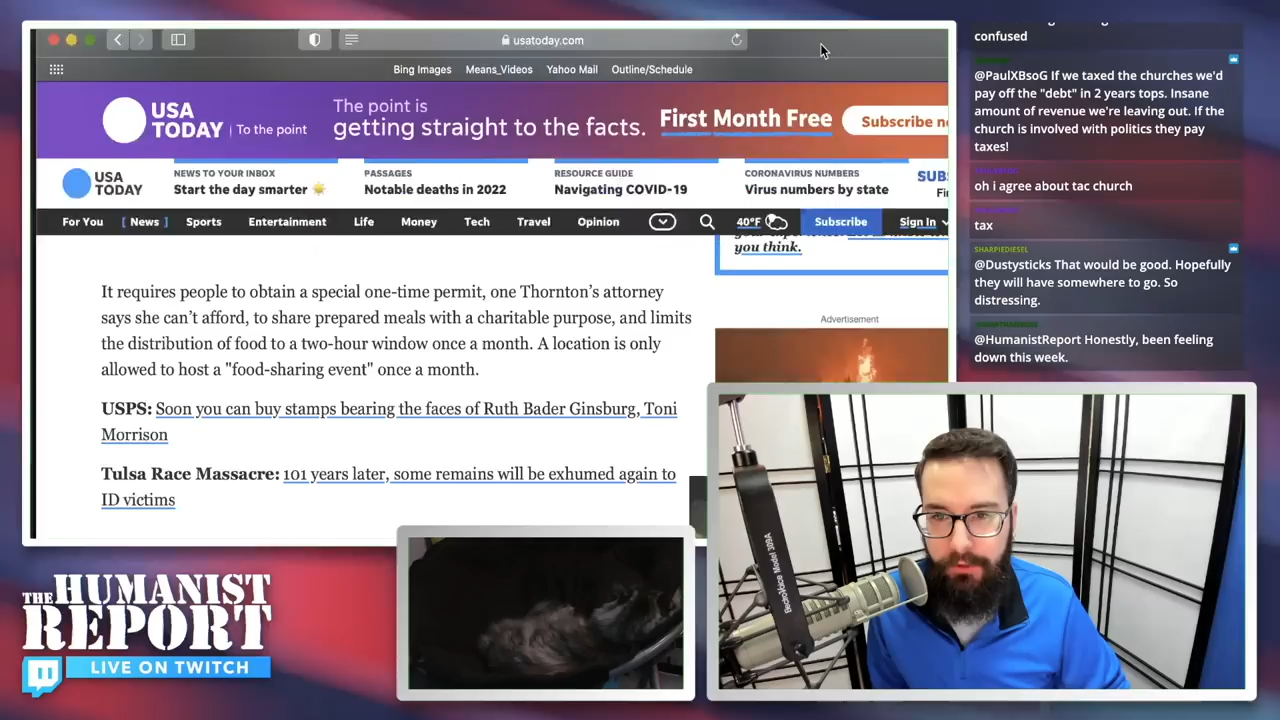 usatoday.com
Bing Images Means_Videos Yahoo Mail Outline/Schedule
USA TODAY | To the point
The point is
getting straight to the facts.
First Month Free
USA TODAY
NEWS TO YOUR INBOX
Start the day smarter ☀️
PASSAGES
Notable deaths in 2022
RESOURCE GUIDE
Navigating COVID-19
CORONAVIRUS NUMBERS
Virus numbers by state
For You [ News ] Sports Entertainment Life Money Tech Travel Opinion 40°F Subscribe Sign In
you think.
It requires people to obtain a special one-time permit, one Thornton’s attorney
says she can’t afford, to share prepared meals with a charitable purpose, and limits
the distribution of food to a two-hour window once a month. A location is only
allowed to host a "food-sharing event" once a month.
USPS: Soon you can buy stamps bearing the faces of Ruth Bader Ginsburg, Toni
Morrison
Tulsa Race Massacre: 101 years later, some remains will be exhumed again to
ID victims
Advertisement
confused
@PaulXBsoG If we taxed the churches we'd
pay off the "debt" in 2 years tops. Insane
amount of revenue we're leaving out. If the
church is involved with politics they pay
taxes!
oh i agree about tac church
tax
SHARPIEDIESEL
@Dustysticks That would be good. Hopefully
they will have somewhere to go. So
distressing.
@HumanistReport Honestly, been feeling
down this week.
THE
HUMANIST
REPORT
LIVE ON TWITCH
Model 309A